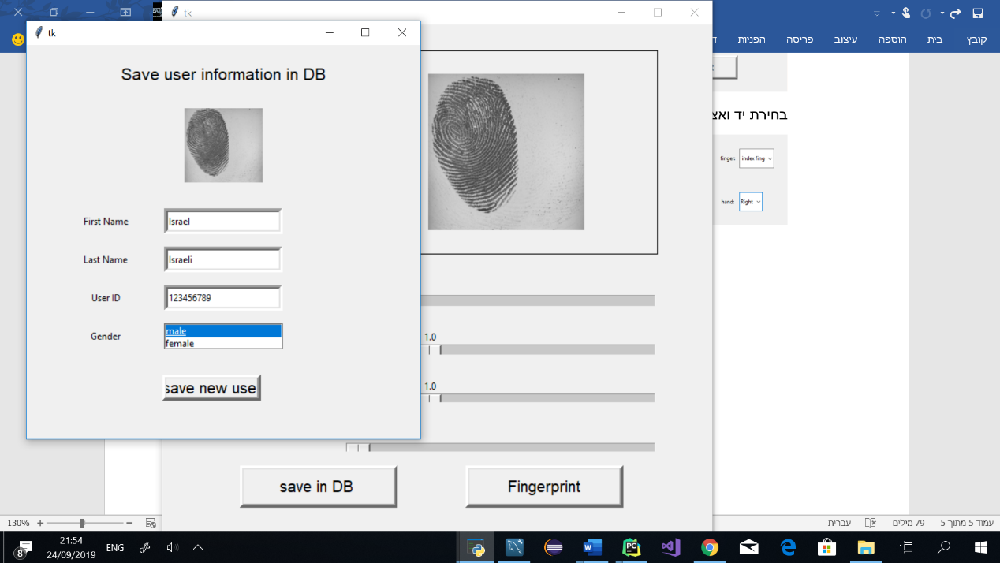 tk
קובץ
בית
הוספה
עיצוב
פריסה
הפניות
tk
Save user information in DB
First Name
Israel
Last Name
Israeli
User ID
123456789
Gender
male
female
save new use
1.0
1.0
save in DB
Fingerprint
בחירת יד ואצ
finger:
index fing
hand:
Right
עמוד 5 מתוך 5
79 מילים
עברית
130%
8
21:54
24/09/2019
ENG
PC